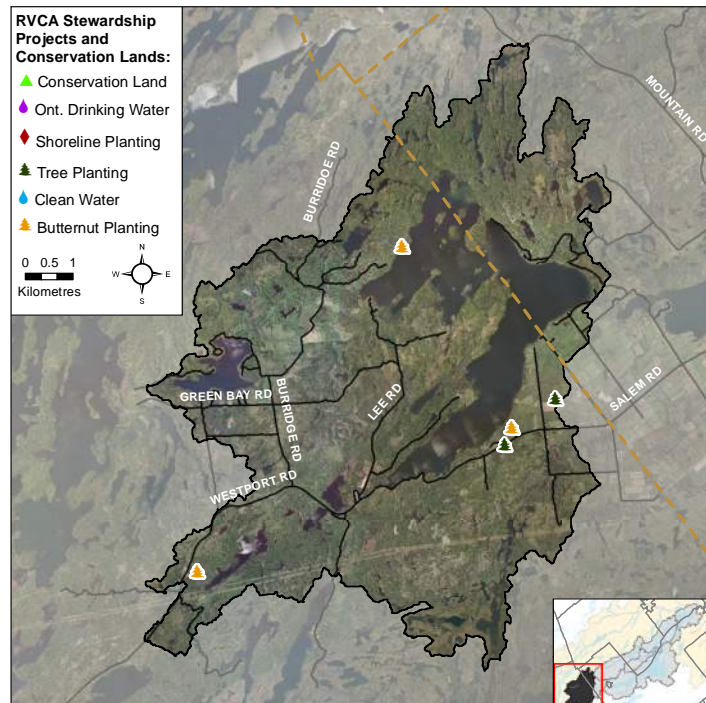 RVCA Stewardship
Projects and
Conservation Lands:
Conservation Land
Ont. Drinking Water
Shoreline Planting
Tree Planting
Clean Water
Butternut Planting
0 0.5 1
Kilometres
N
W E
S
MOUNTAIN RD
BURRIDOE RD
GREEN BAY RD
BURRIDGE RD
LEE RD
SALEM RD
WESTPORT RD